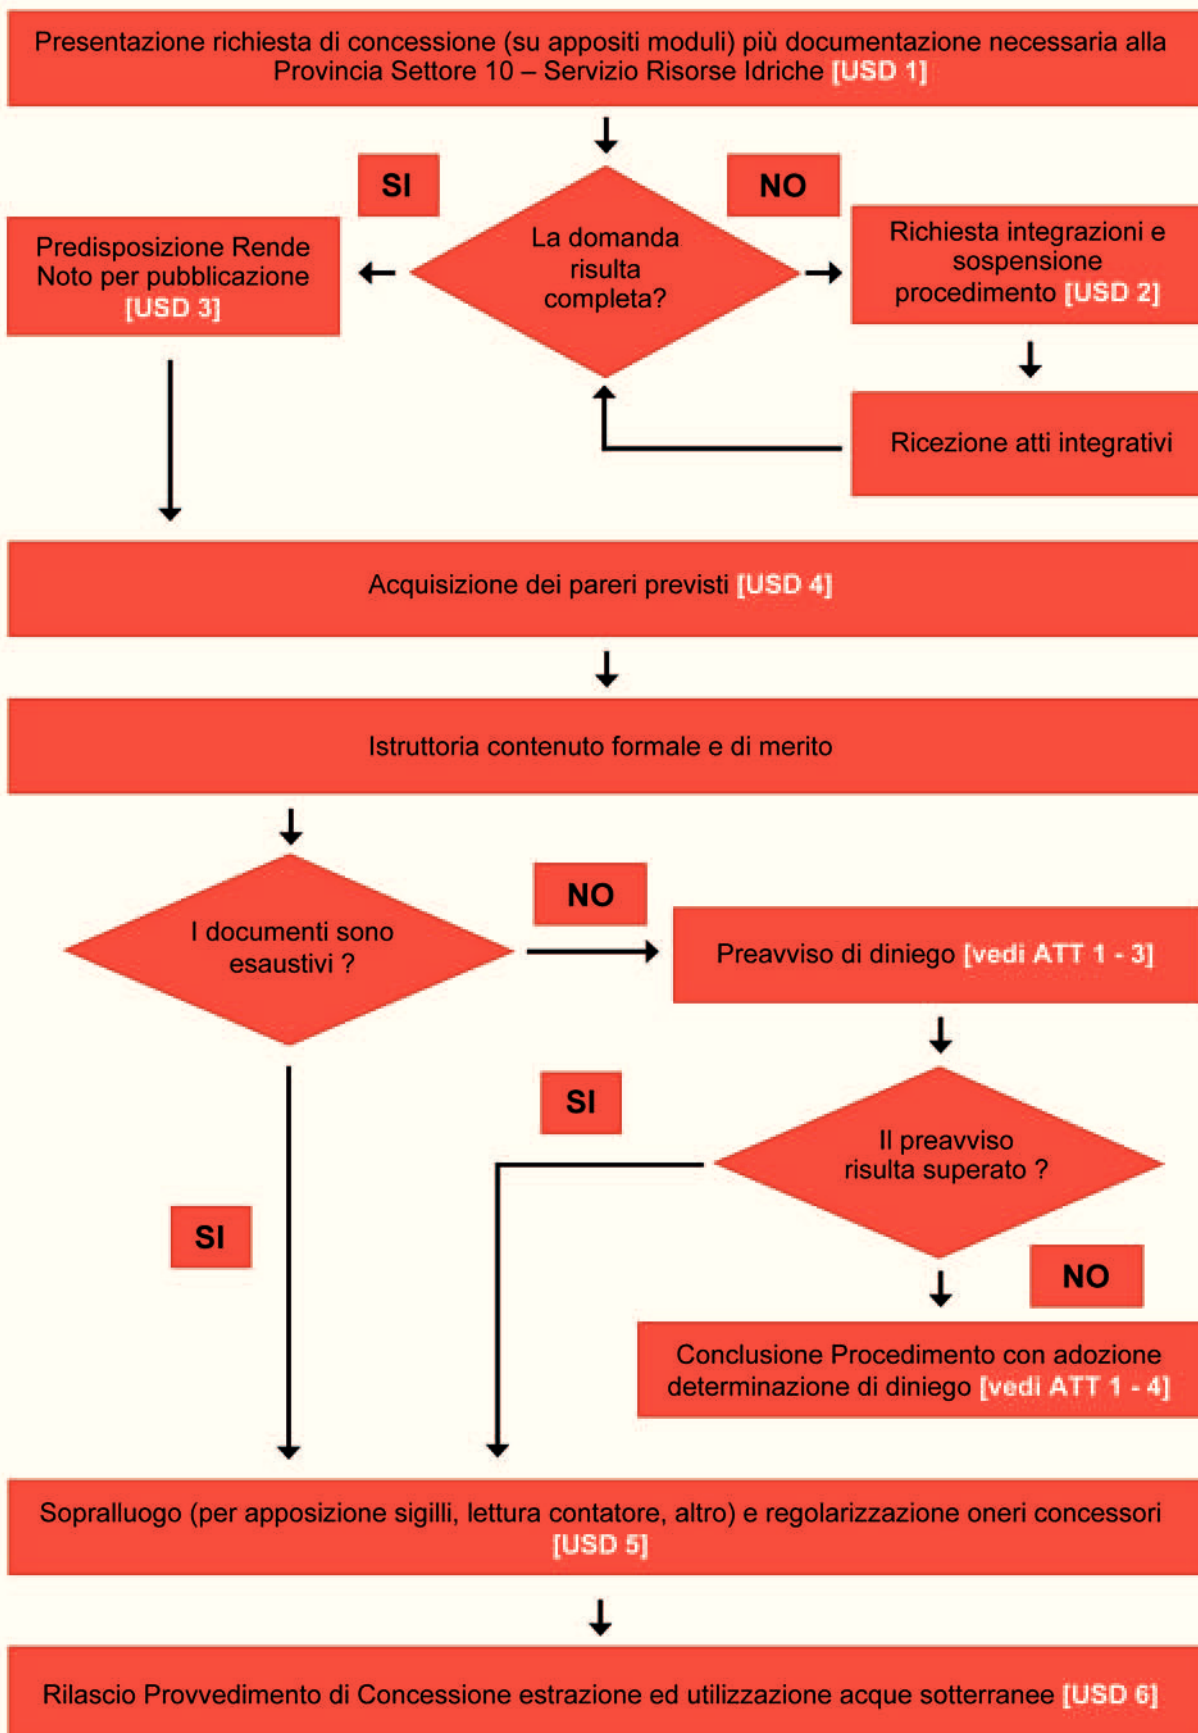 Presentazione richiesta di concessione (su appositi moduli) più documentazione necessaria alla
Provincia Settore 10 – Servizio Risorse Idriche [USD 1]
SI
NO
La domanda
risulta
completa?
Predisposizione Rende
Noto per pubblicazione
[USD 3]
Richiesta integrazioni e
sospensione
procedimento [USD 2]
Ricezione atti integrativi
Acquisizione dei pareri previsti [USD 4]
Istruttoria contenuto formale e di merito
I documenti sono
esaustivi ?
NO
Preavviso di diniego [vedi ATT 1 - 3]
SI
Il preavviso
risulta superato ?
SI
NO
Conclusione Procedimento con adozione
determinazione di diniego [vedi ATT 1 - 4]
Sopralluogo (per apposizione sigilli, lettura contatore, altro) e regolarizzazione oneri concessori
[USD 5]
Rilascio Provvedimento di Concessione estrazione ed utilizzazione acque sotterranee [USD 6]